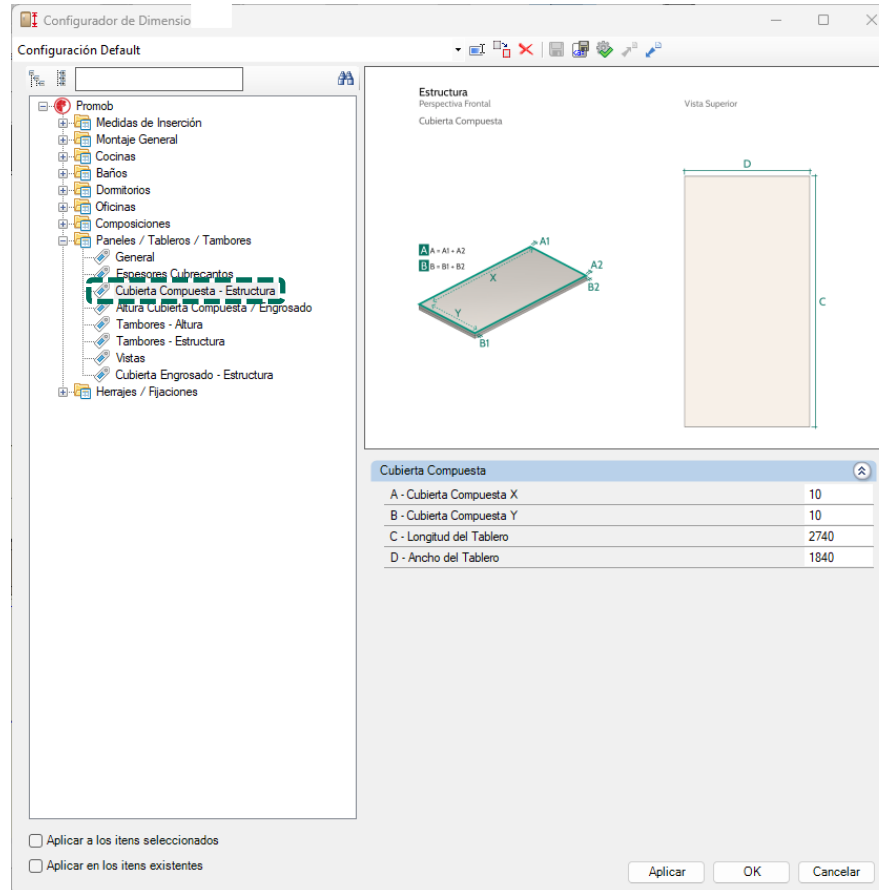 Configurador de Dimensio
Configuración Default
Promob
Medidas de Inserción
Montaje General
Cocinas
Baños
Dormitorios
Oficinas
Composiciones
Paneles / Tableros / Tambores
General
Espesores Cubrecantos
Cubierta Compuesta - Estructura
Altura Cubierta Compuesta / Engrosado
Tambores - Altura
Tambores - Estructura
Vistas
Cubierta Engrosado - Estructura
Herrajes / Fijaciones
Estructura
Perspectiva Frontal
Vista Superior
Cubierta Compuesta
A A = A1 + A2
B B = B1 + B2
A1
A2
B2
X
Y
B1
D
C
Cubierta Compuesta
A - Cubierta Compuesta X 10
B - Cubierta Compuesta Y 10
C - Longitud del Tablero 2740
D - Ancho del Tablero 1840
Aplicar a los itens seleccionados
Aplicar en los itens existentes
Aplicar OK Cancelar